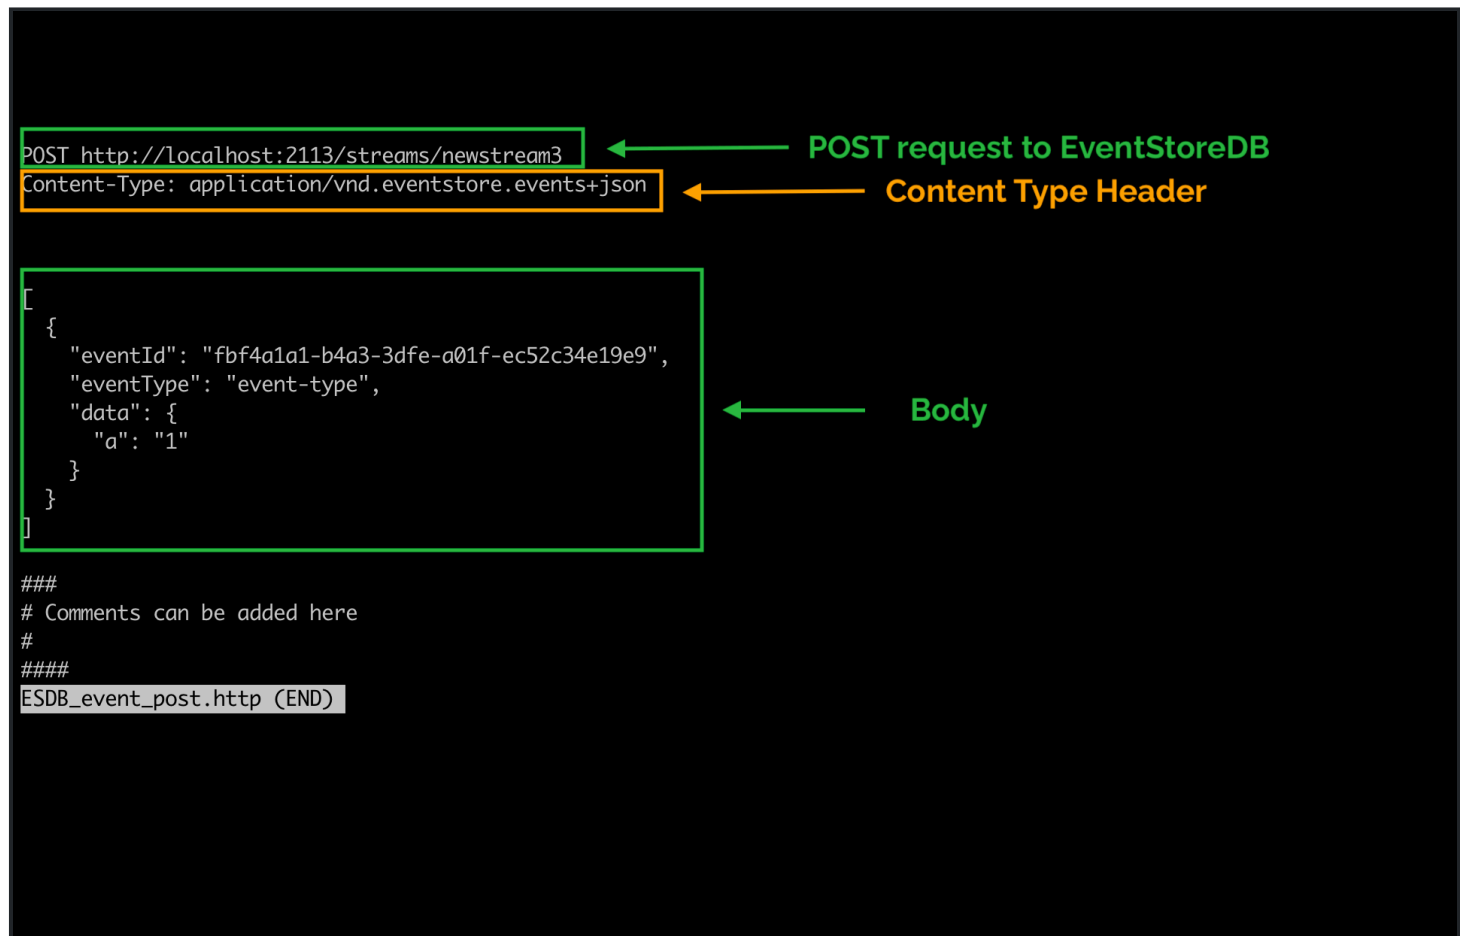 POST http://localhost:2113/streams/newstream3
POST request to EventStoreDB
Content-Type: application/vnd.eventstore.events+json
Content Type Header
[
  {
    "eventId": "fbf4a1a1-b4a3-3dfe-a01f-ec52c34e19e9",
    "eventType": "event-type",
    "data": {
Body
      "a": "1"
    }
  }
]
###
# Comments can be added here
#
####
ESDB_event_post.http (END)